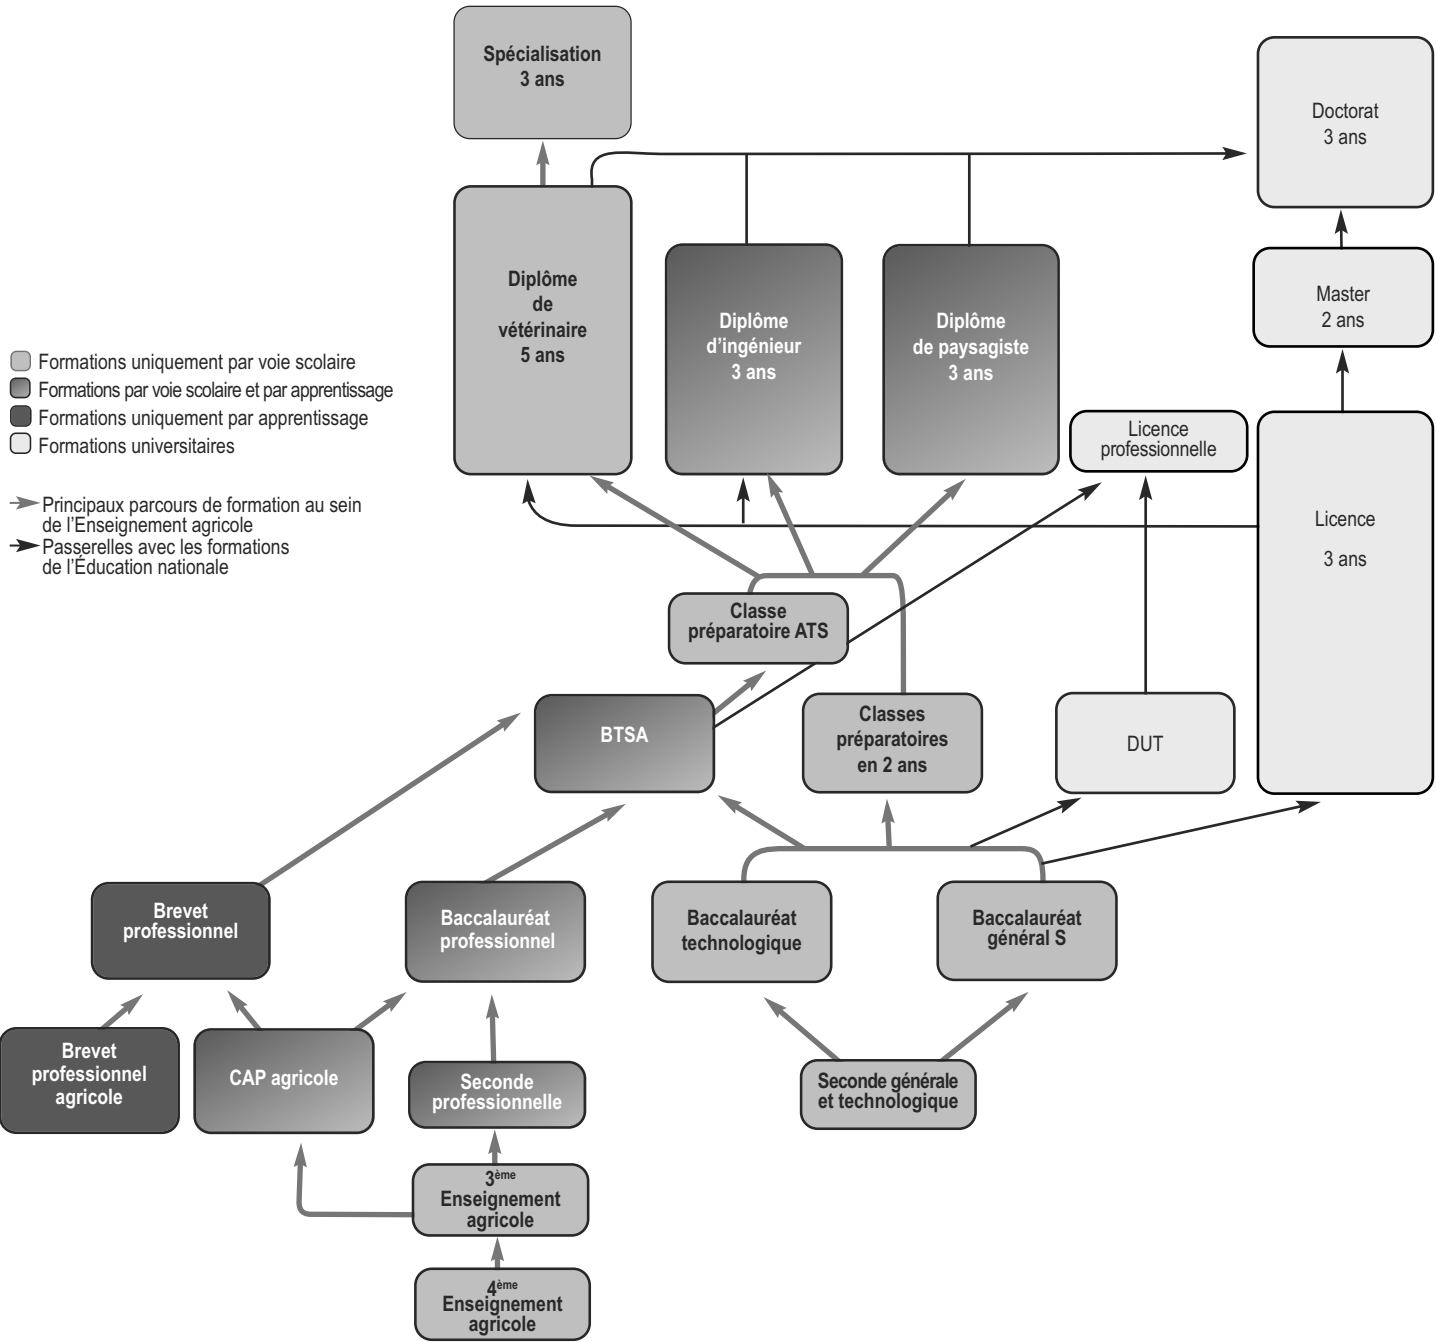 Spécialisation
3 ans
Doctorat
3 ans
Diplôme
de
vétérinaire
5 ans
Diplôme
d'ingénieur
3 ans
Diplôme
de paysagiste
3 ans
Master
2 ans
Formations uniquement par voie scolaire
Formations par voie scolaire et par apprentissage
Formations uniquement par apprentissage
Formations universitaires
Principaux parcours de formation au sein
de l'Enseignement agricole
Passerelles avec les formations
de l'Éducation nationale
Licence
professionnelle
Licence
3 ans
Classe
préparatoire ATS
BTSA
Classes
préparatoires
en 2 ans
DUT
Brevet
professionnel
Baccalauréat
professionnel
Baccalauréat
technologique
Baccalauréat
général S
Brevet
professionnel
agricole
CAP agricole
Seconde
professionnelle
Seconde générale
et technologique
3ème
Enseignement
agricole
4ème
Enseignement
agricole